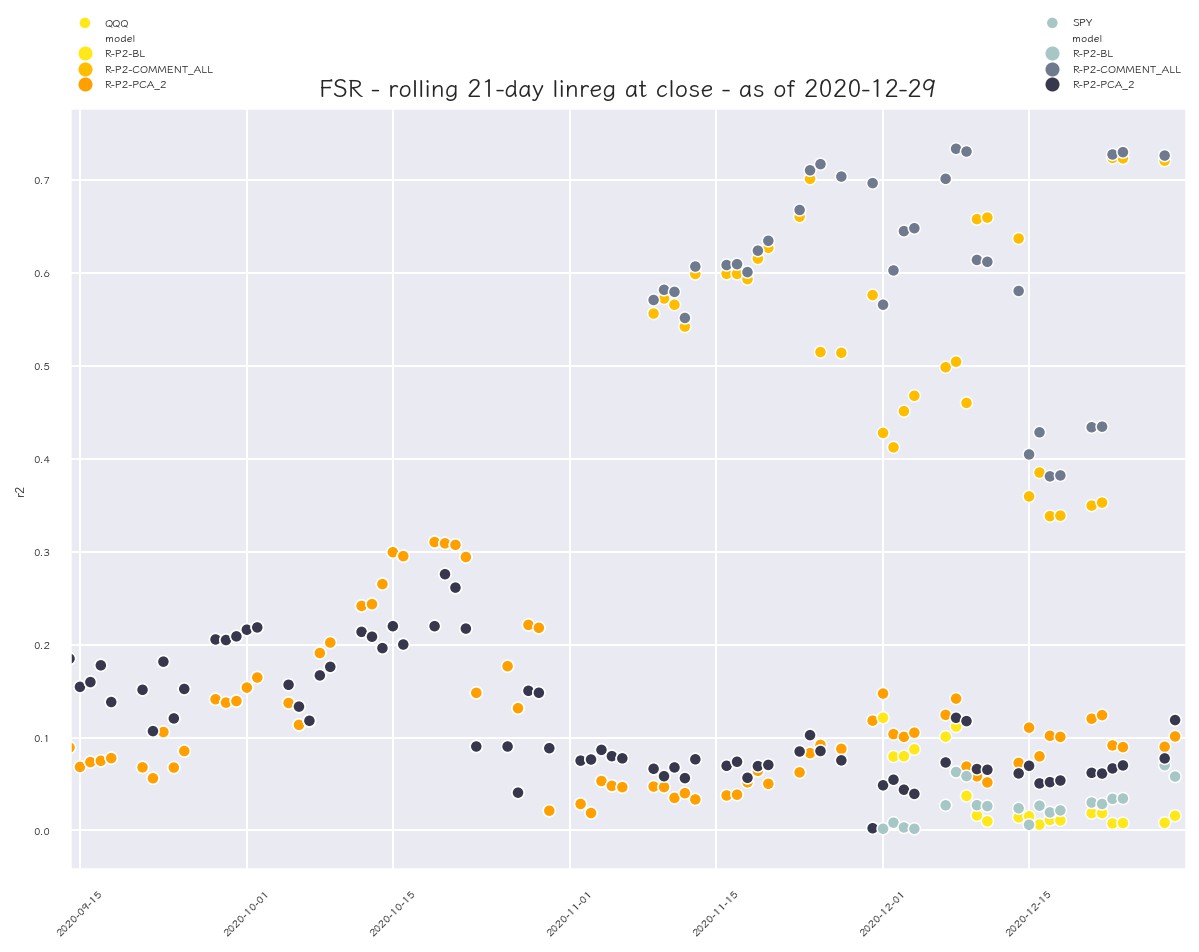 QQQ
model
R-P2-BL
R-P2-COMMENT_ALL
R-P2-PCA_2
SPY
model
R-P2-BL
R-P2-COMMENT_ALL
R-P2-PCA_2
FSR - rolling 21-day linreg at close - as of 2020-12-29
0.7
0.6
0.5
0.4
0.3
0.2
0.1
0.0
r2
2020-09-15
2020-10-01
2020-10-15
2020-11-01
2020-11-15
2020-12-01
2020-12-15